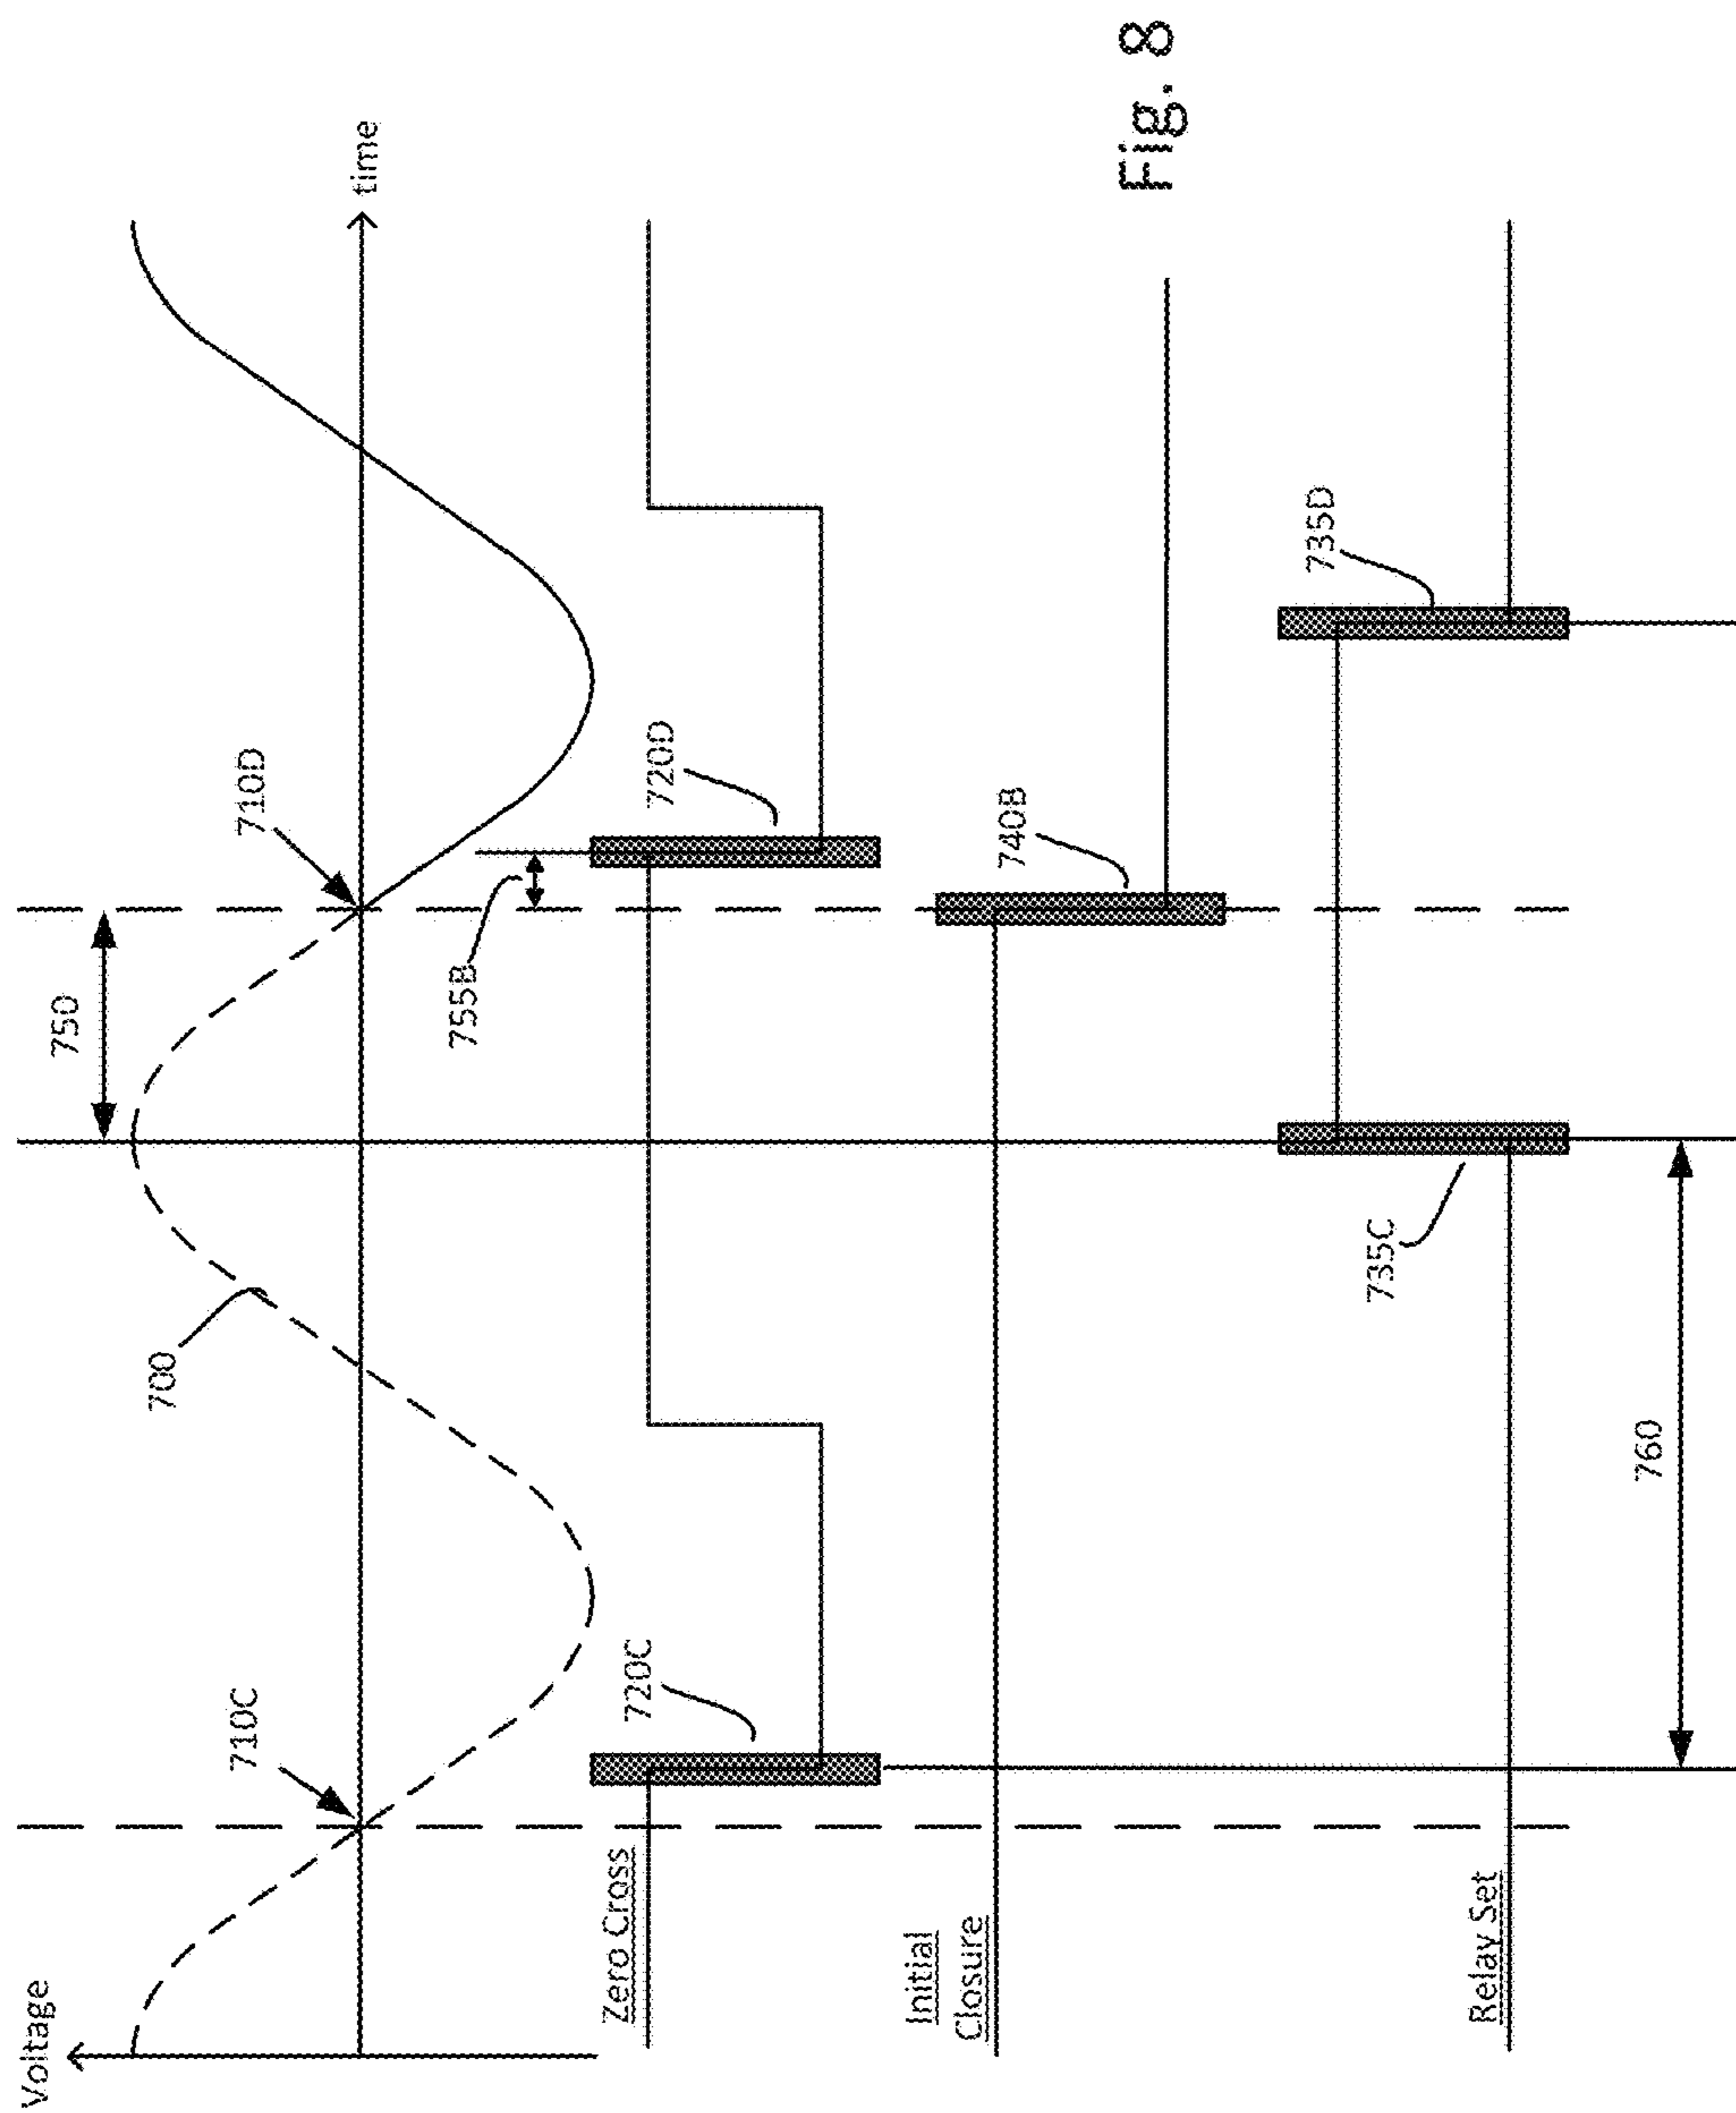 Voltage
750
700
710C
710D
time
755B
Zero Cross
720C
720D
Initial
Closure
740B
Fig. 8
Relay Set
735C
735D
760